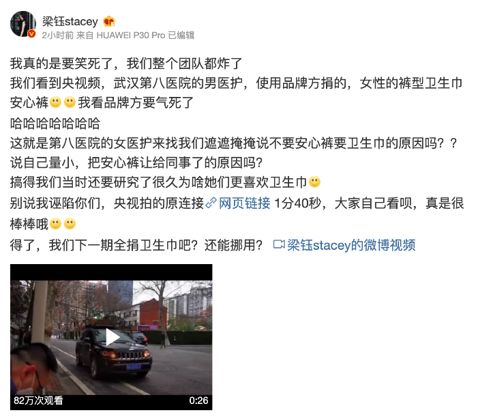 梁钰stacey
2小时前 来自 HUAWEI P30 Pro 已编辑
我真的是要笑死了，我们整个团队都炸了
我们看到央视频，武汉第八医院的男医护，使用品牌方捐的，女性的裤型卫生巾
安心裤我看品牌方要气死了
哈哈哈哈哈哈哈
这就是第八医院的女医护来找我们遮遮掩掩说不要安心裤要卫生巾的原因吗？？
说自己量小，把安心裤让给同事了的原因吗？
搞得我们当时还要研究了很久为啥她们更喜欢卫生巾
别说我诬陷你们，央视拍的原连接网页链接 1分40秒，大家自己看呗，真是很
棒棒哦
得了，我们下一期全捐卫生巾吧？还能挪用？ 梁钰stacey的微博视频
82万次观看 0:26